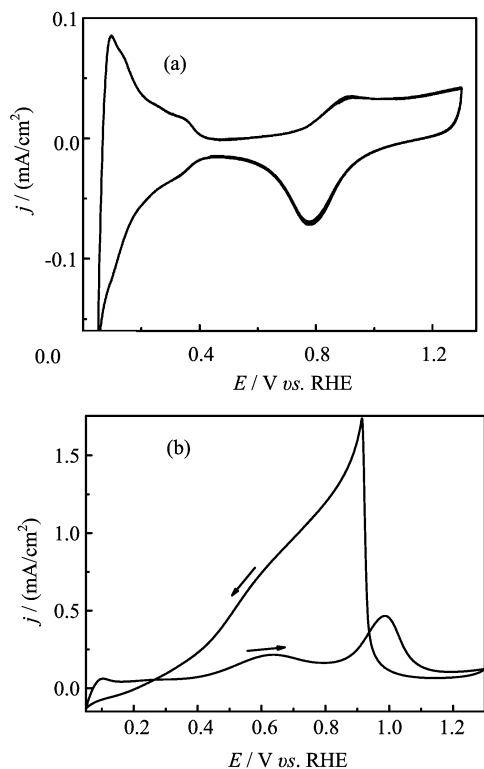 0.1
(a)
0.0
j / (mA/cm²)
-0.1
0.0 0.4 0.8 1.2
E / V vs. RHE
(b)
1.5
1.0
j / (mA/cm²)
0.5
0.0
0.2 0.4 0.6 0.8 1.0 1.2
E / V vs. RHE